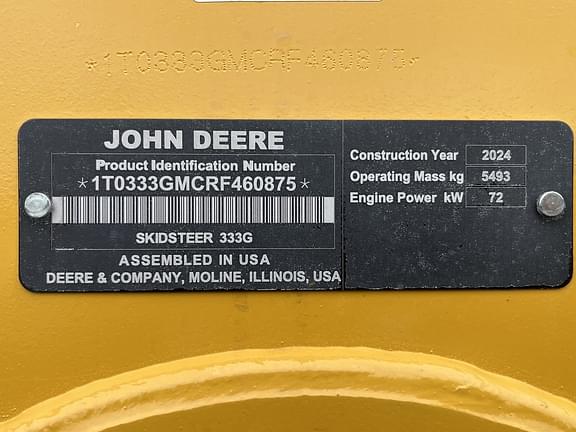 *1T0333GMCRF460875*
JOHN DEERE
Product Identification Number
*1T0333GMCRF460875*
SKIDSTEER 333G
ASSEMBLED IN USA
DEERE & COMPANY, MOLINE, ILLINOIS, USA
Construction Year 2024
Operating Mass kg 5493
Engine Power kW 72